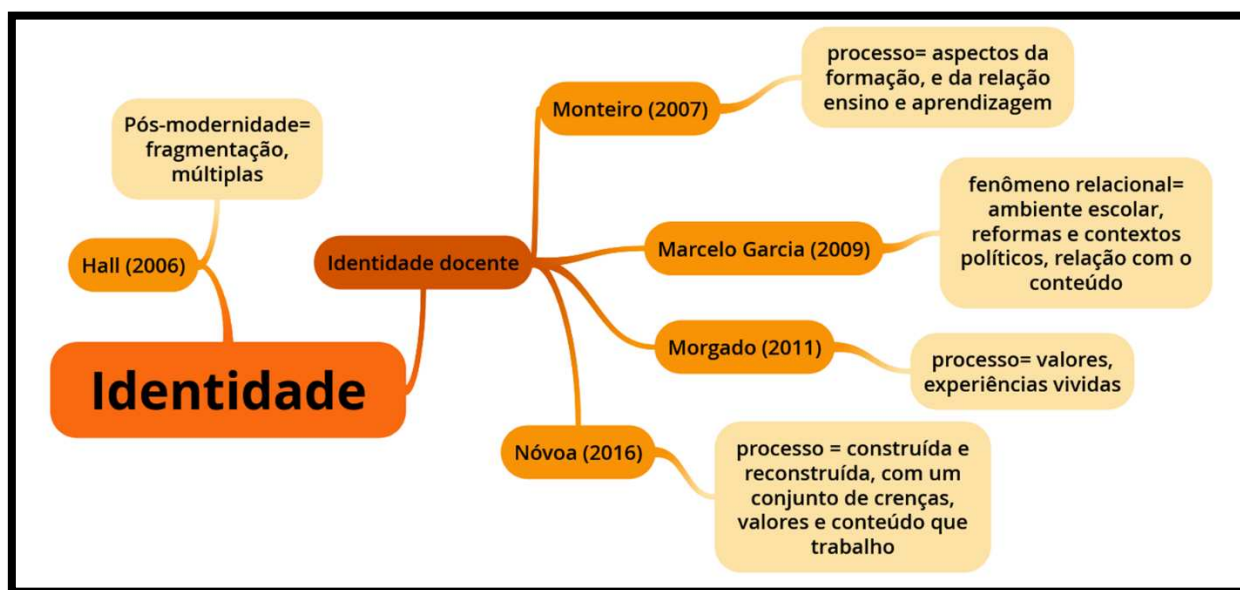 Identidade
Hall (2006)
Pós-modernidade=
fragmentação,
múltiplas
Identidade docente
Monteiro (2007)
processo= aspectos da
formação, e da relação
ensino e aprendizagem
Marcelo Garcia (2009)
fenômeno relacional=
ambiente escolar,
reformas e contextos
políticos, relação com o
conteúdo
Morgado (2011)
processo= valores,
experiências vividas
Nóvoa (2016)
processo = construída e
reconstruída, com um
conjunto de crenças,
valores e conteúdo que
trabalho